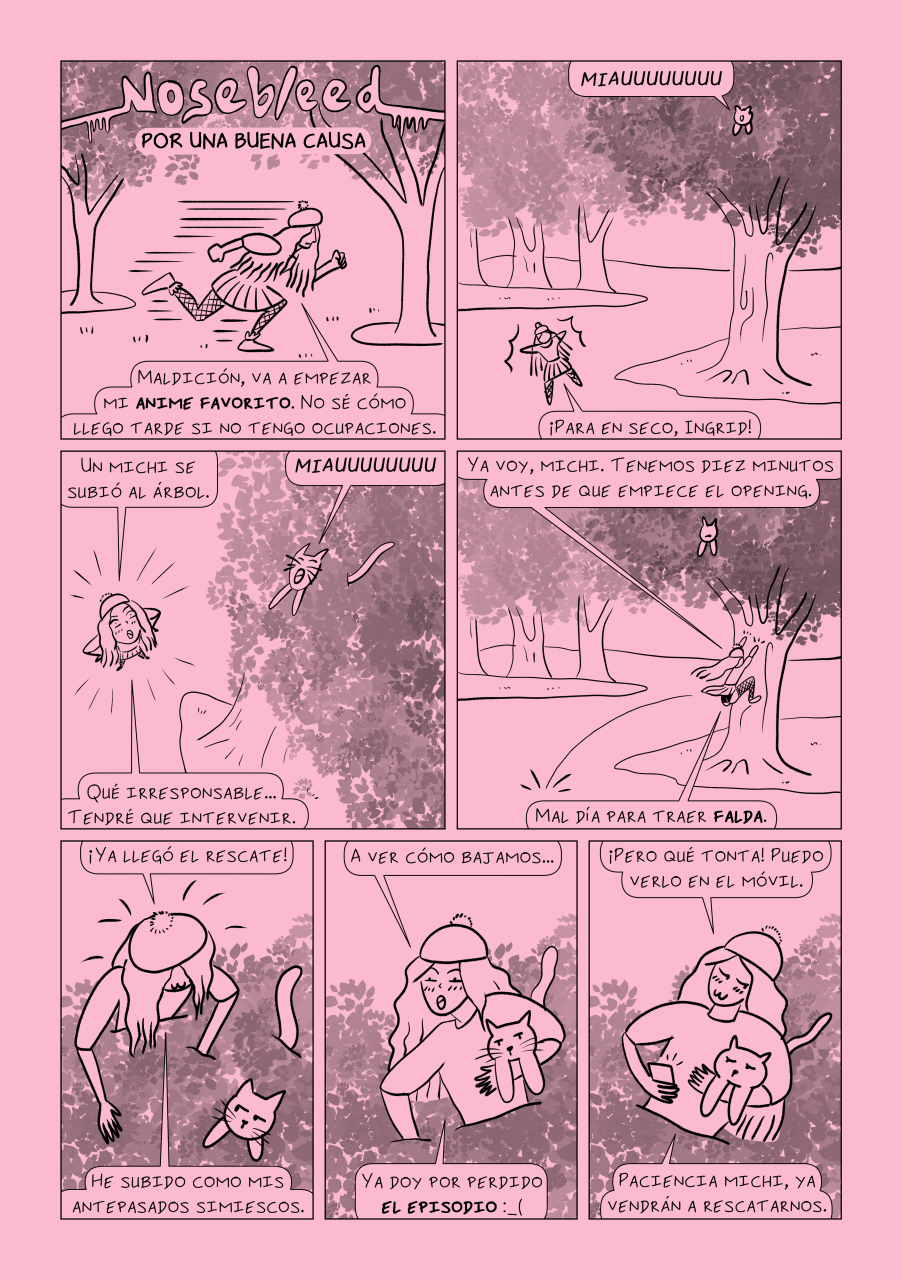 Nosebleed
POR UNA BUENA CAUSA
MALDICIÓN, VA A EMPEZAR
MI ANIME FAVORITO. NO SÉ CÓMO
LLEGO TARDE SI NO TENGO OCUPACIONES.
MIAUUUUUUUUU
¡PARA EN SECO, INGRID!
UN MICHI SE
SUBIÓ AL ÁRBOL.
MIAUUUUUUUUU
QUÉ IRRESPONSABLE...
TENDRÉ QUE INTERVENIR.
YA VOY, MICHI. TENEMOS DIEZ MINUTOS
ANTES DE QUE EMPIECE EL OPENING.
MAL DÍA PARA TRAER FALDA.
¡YA LLEGÓ EL RESCATE!
HE SUBIDO COMO MIS
ANTEPASADOS SIMIESCOS.
A VER CÓMO BAJAMOS...
YA DOY POR PERDIDO
EL EPISODIO :_(
¡PERO QUÉ TONTA! PUEDO
VERLO EN EL MÓVIL.
PACIENCIA MICHI, YA
VENDRÁN A RESCATARNOS.